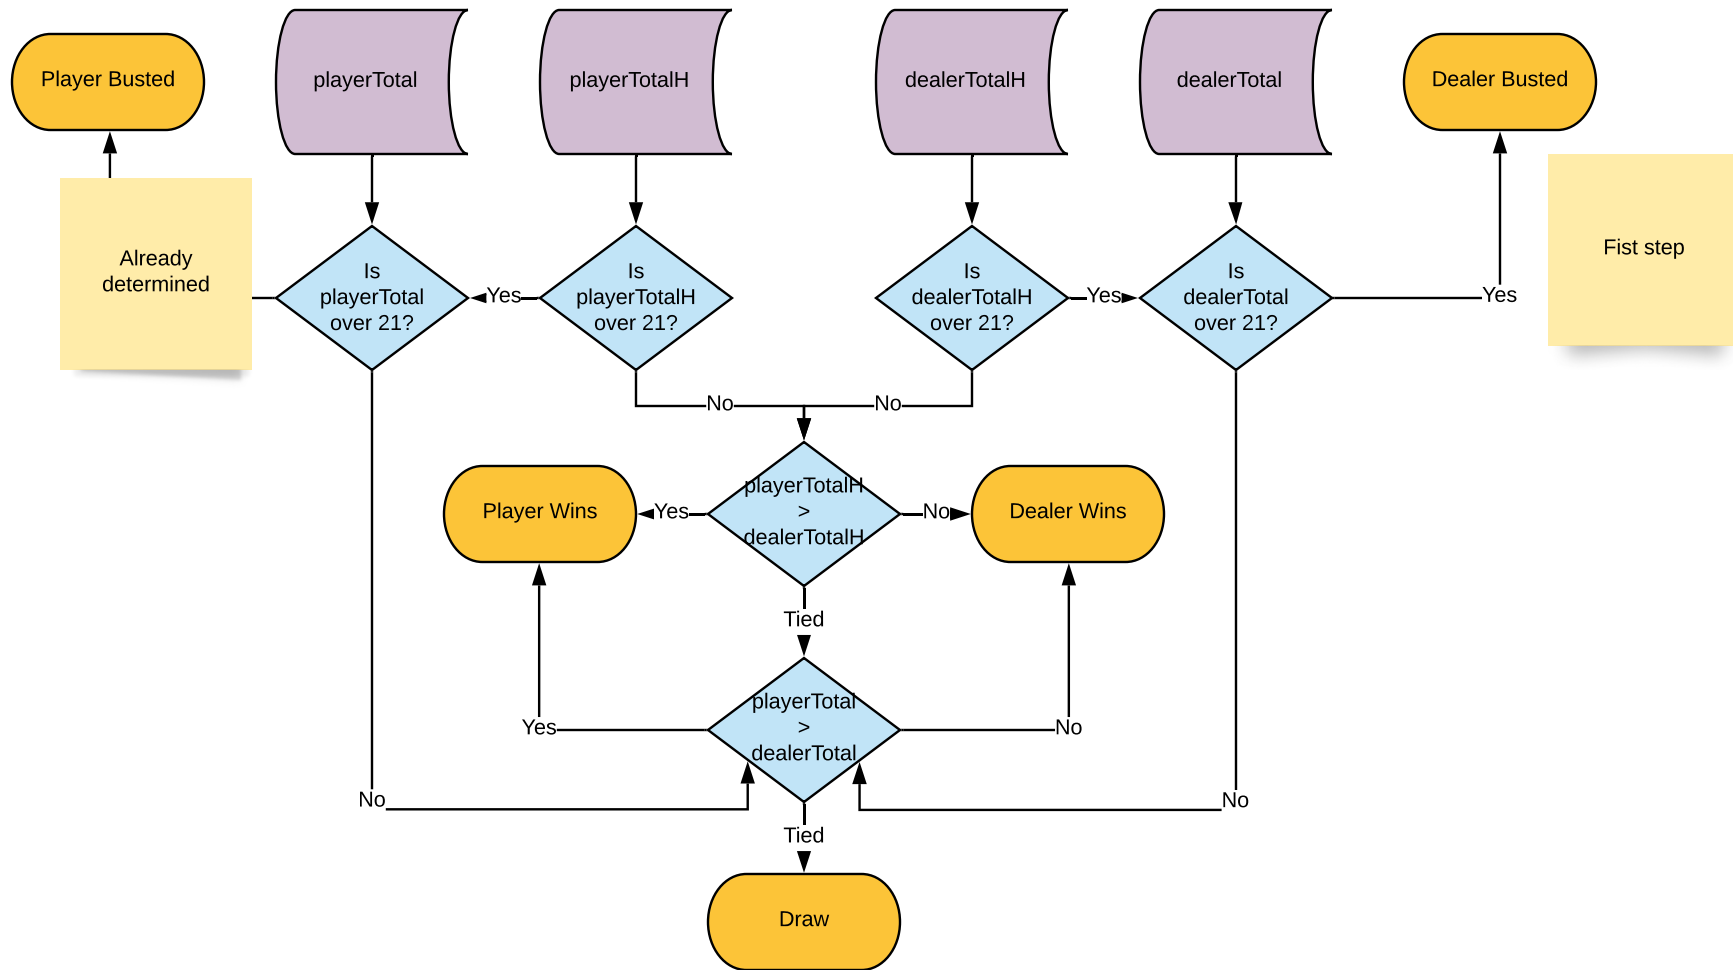 Player Busted
playerTotal
playerTotalH
dealerTotalH
dealerTotal
Dealer Busted
Already
determined
Is
playerTotal
over 21?
Yes
Is
playerTotalH
over 21?
Is
dealerTotalH
over 21?
Yes
Is
dealerTotal
over 21?
Yes
Fist step
No
No
Player Wins
Yes
playerTotalH
>
dealerTotalH
No
Dealer Wins
Tied
Yes
playerTotal
>
dealerTotal
No
No
No
Tied
Draw